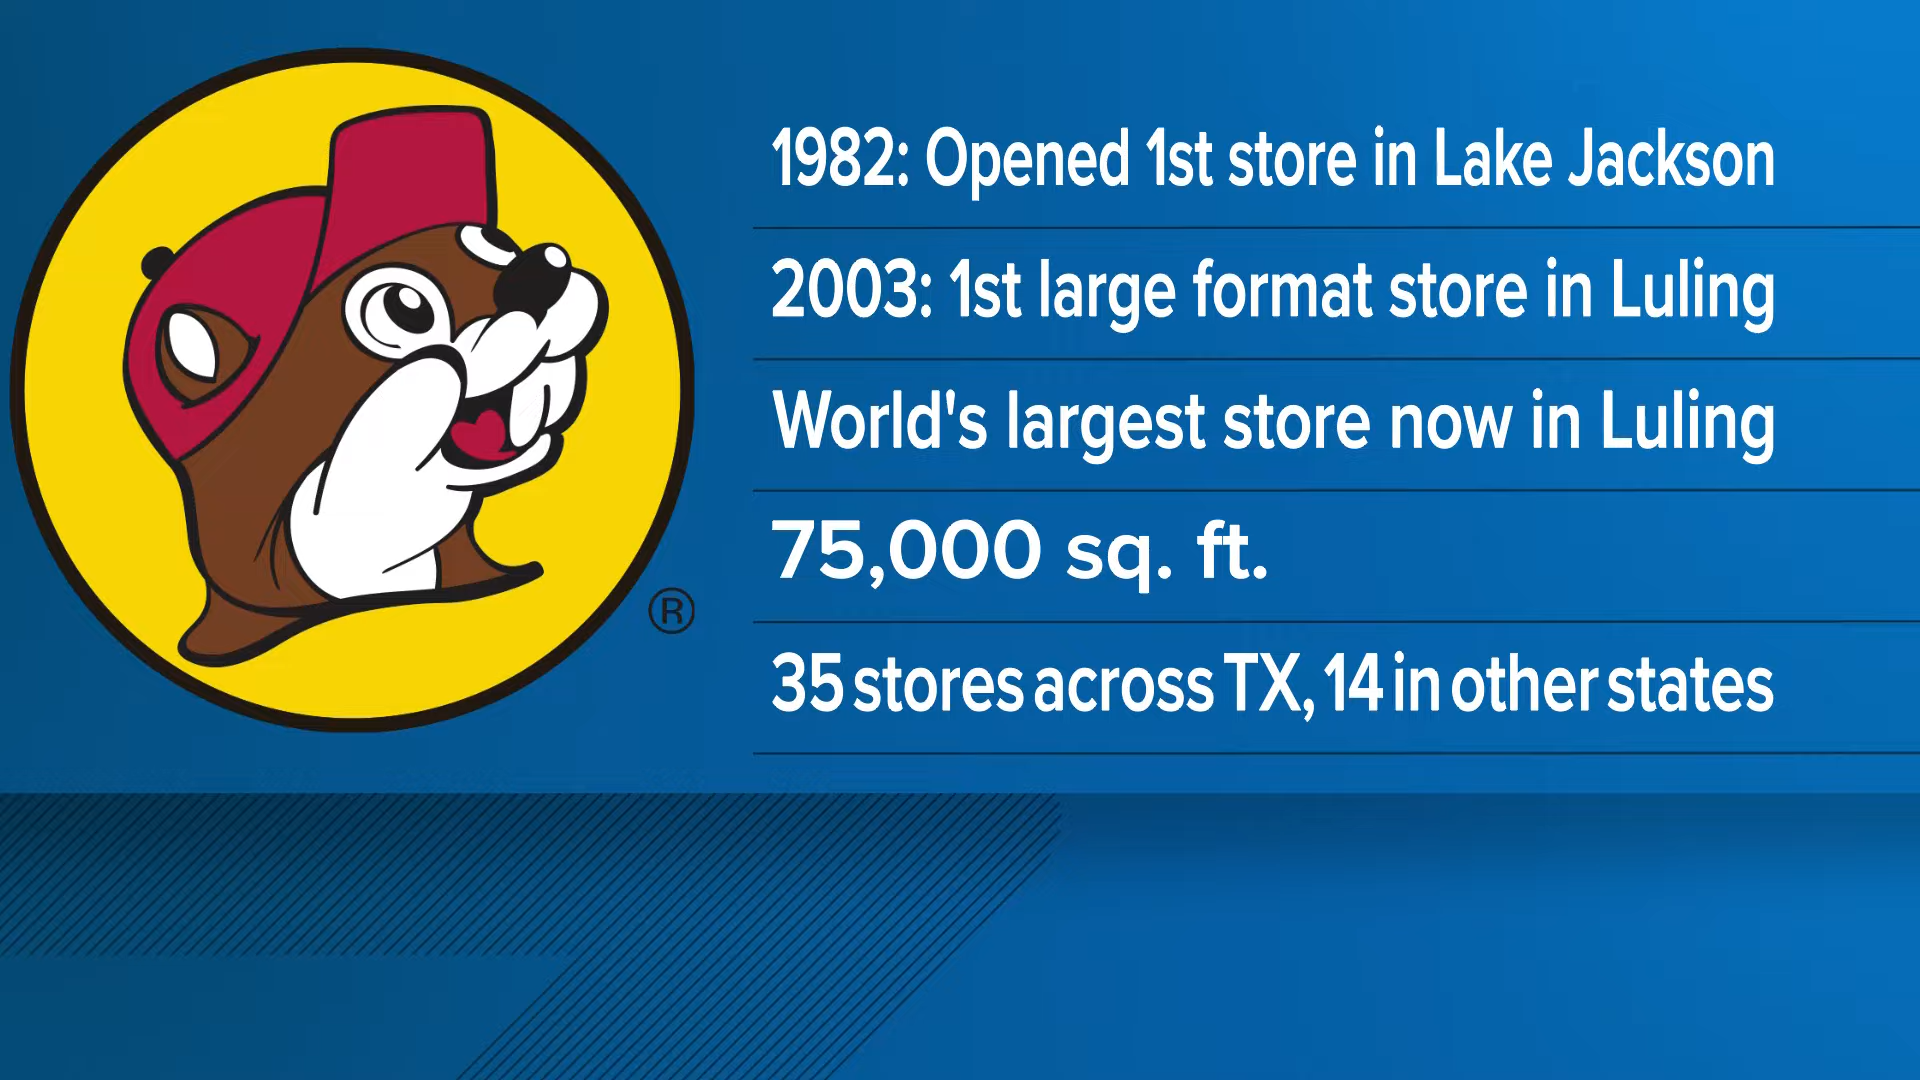 1982: Opened 1st store in Lake Jackson
2003: 1st large format store in Luling
World's largest store now in Luling
75,000 sq. ft.
35 stores across TX, 14 in other states
®